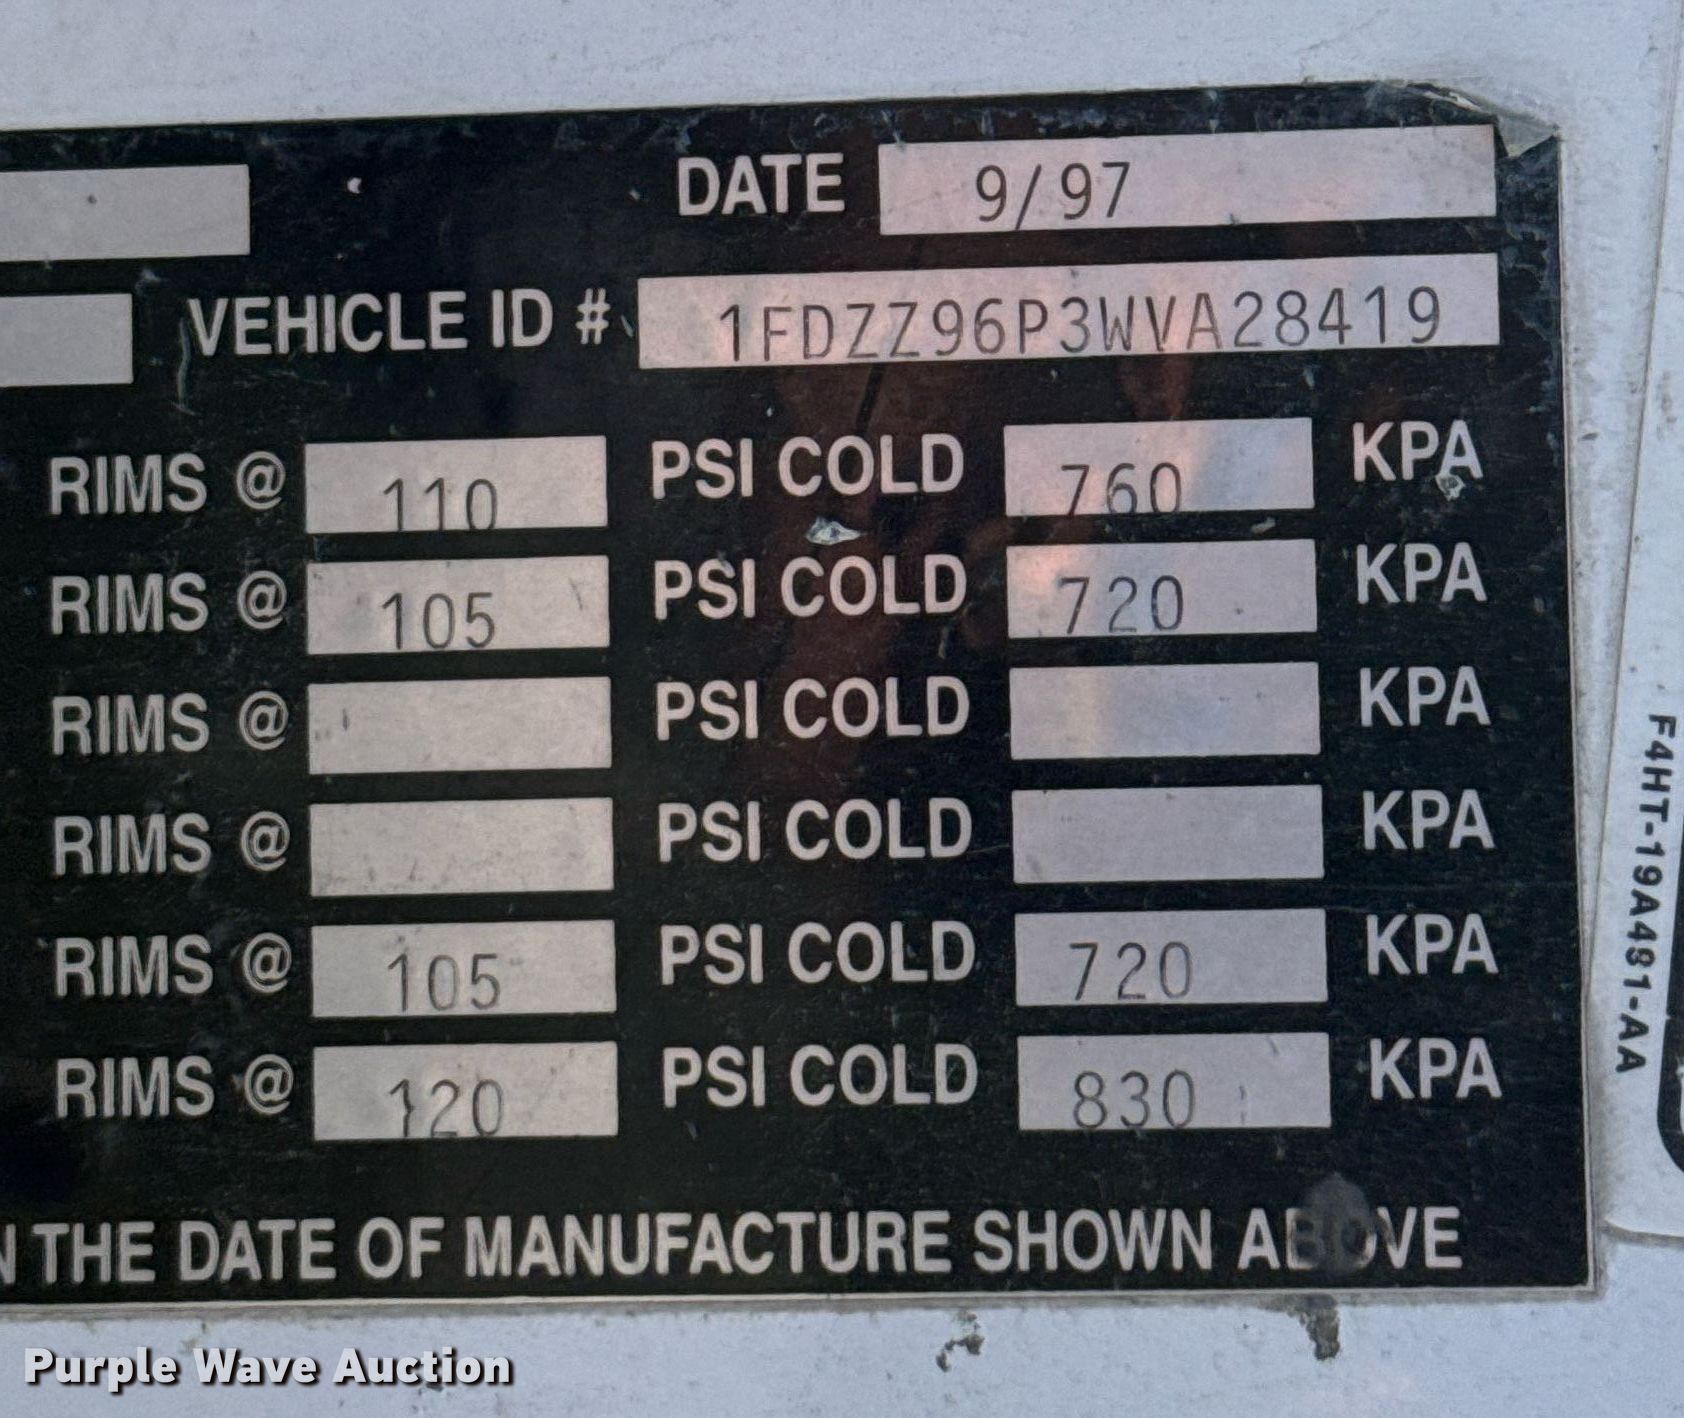 DATE 9/97
VEHICLE ID # 1FDZZ96P3WVA28419
RIMS @ 110 PSI COLD 760 KPA
RIMS @ 105 PSI COLD 720 KPA
RIMS @ PSI COLD KPA
RIMS @ PSI COLD KPA
RIMS @ 105 PSI COLD 720 KPA
RIMS @ 120 PSI COLD 830 KPA
N THE DATE OF MANUFACTURE SHOWN ABOVE
F4HT-19A481-AA
Purple Wave Auction